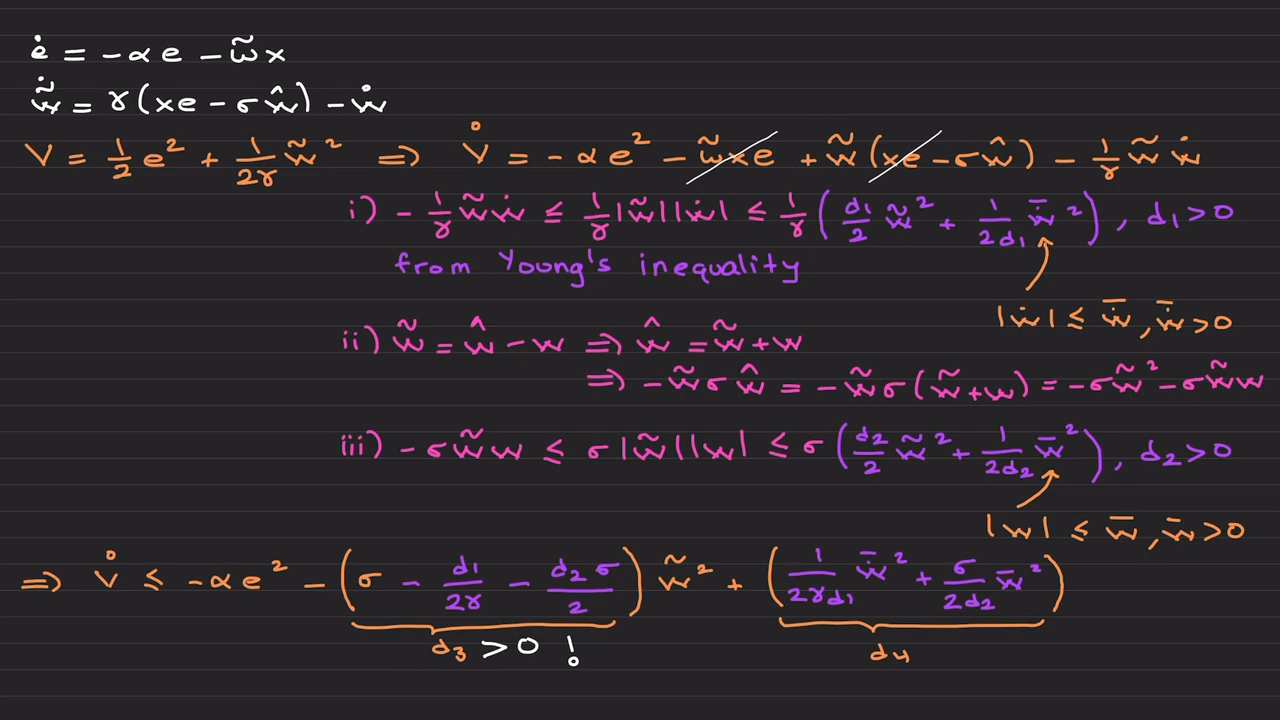 ė = -αe - ω̃x
ẇ̃ = γ(xe - σŵ) - ẇ
V = 1/2 e² + 1/2γ w̃² ⇒ V̇ = -αe² - ω̃xe + w̃(xe - σŵ) - 1/γ w̃ẇ
i) -1/γ w̃ẇ ≤ 1/γ |w̃||ẇ| ≤ 1/γ (d₁/2 w̃² + 1/2d₁ ẇ̄²), d₁ > 0
from Young's inequality
|ẇ| ≤ ẇ̄, ẇ̄ > 0
ii) w̃ = ŵ - w ⇒ ŵ = w̃ + w
⇒ -w̃σŵ = -w̃σ(w̃ + w) = -σw̃² - σw̃w
iii) -σw̃w ≤ σ|w̃||w| ≤ σ(d₂/2 w̃² + 1/2d₂ w̄²), d₂ > 0
|w| ≤ w̄, w̄ > 0
⇒ V̇ ≤ -αe² - (σ - d₁/2γ - d₂σ/2) w̃² + (1/2γd₁ ẇ̄² + σ/2d₂ w̄²)
d₃ > 0 ! d₄